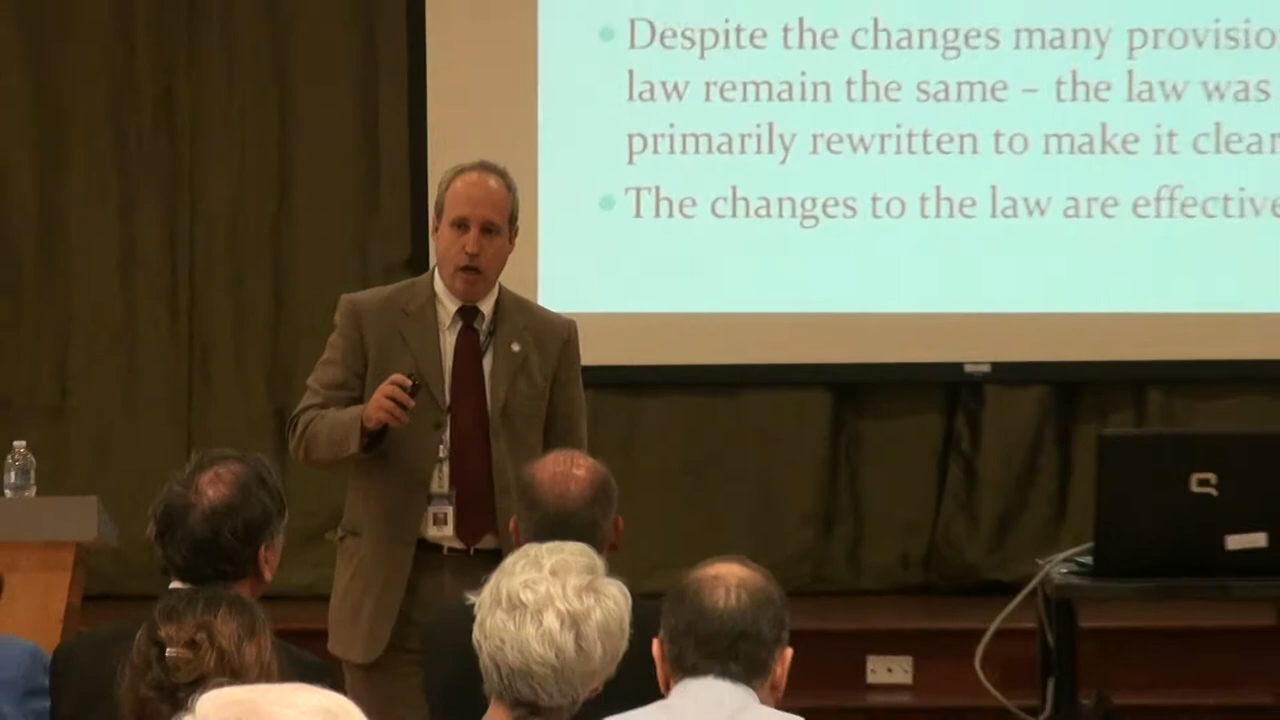 Despite the changes many provisio
law remain the same – the law was
primarily rewritten to make it clear
The changes to the law are effective